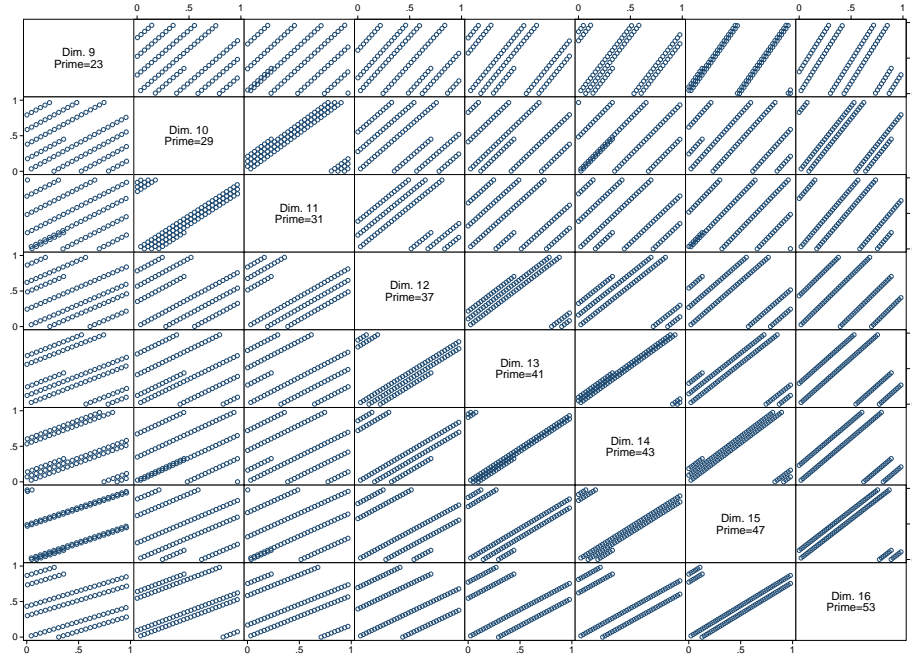 0 .5 1 0 .5 1 0 .5 1 0 .5 1
Dim. 9
Prime=23
1
.5
0
Dim. 10
Prime=29
Dim. 11
Prime=31
1
.5
0
Dim. 12
Prime=37
Dim. 13
Prime=41
1
.5
0
Dim. 14
Prime=43
Dim. 15
Prime=47
1
.5
0
Dim. 16
Prime=53
0 .5 1 0 .5 1 0 .5 1 0 .5 1